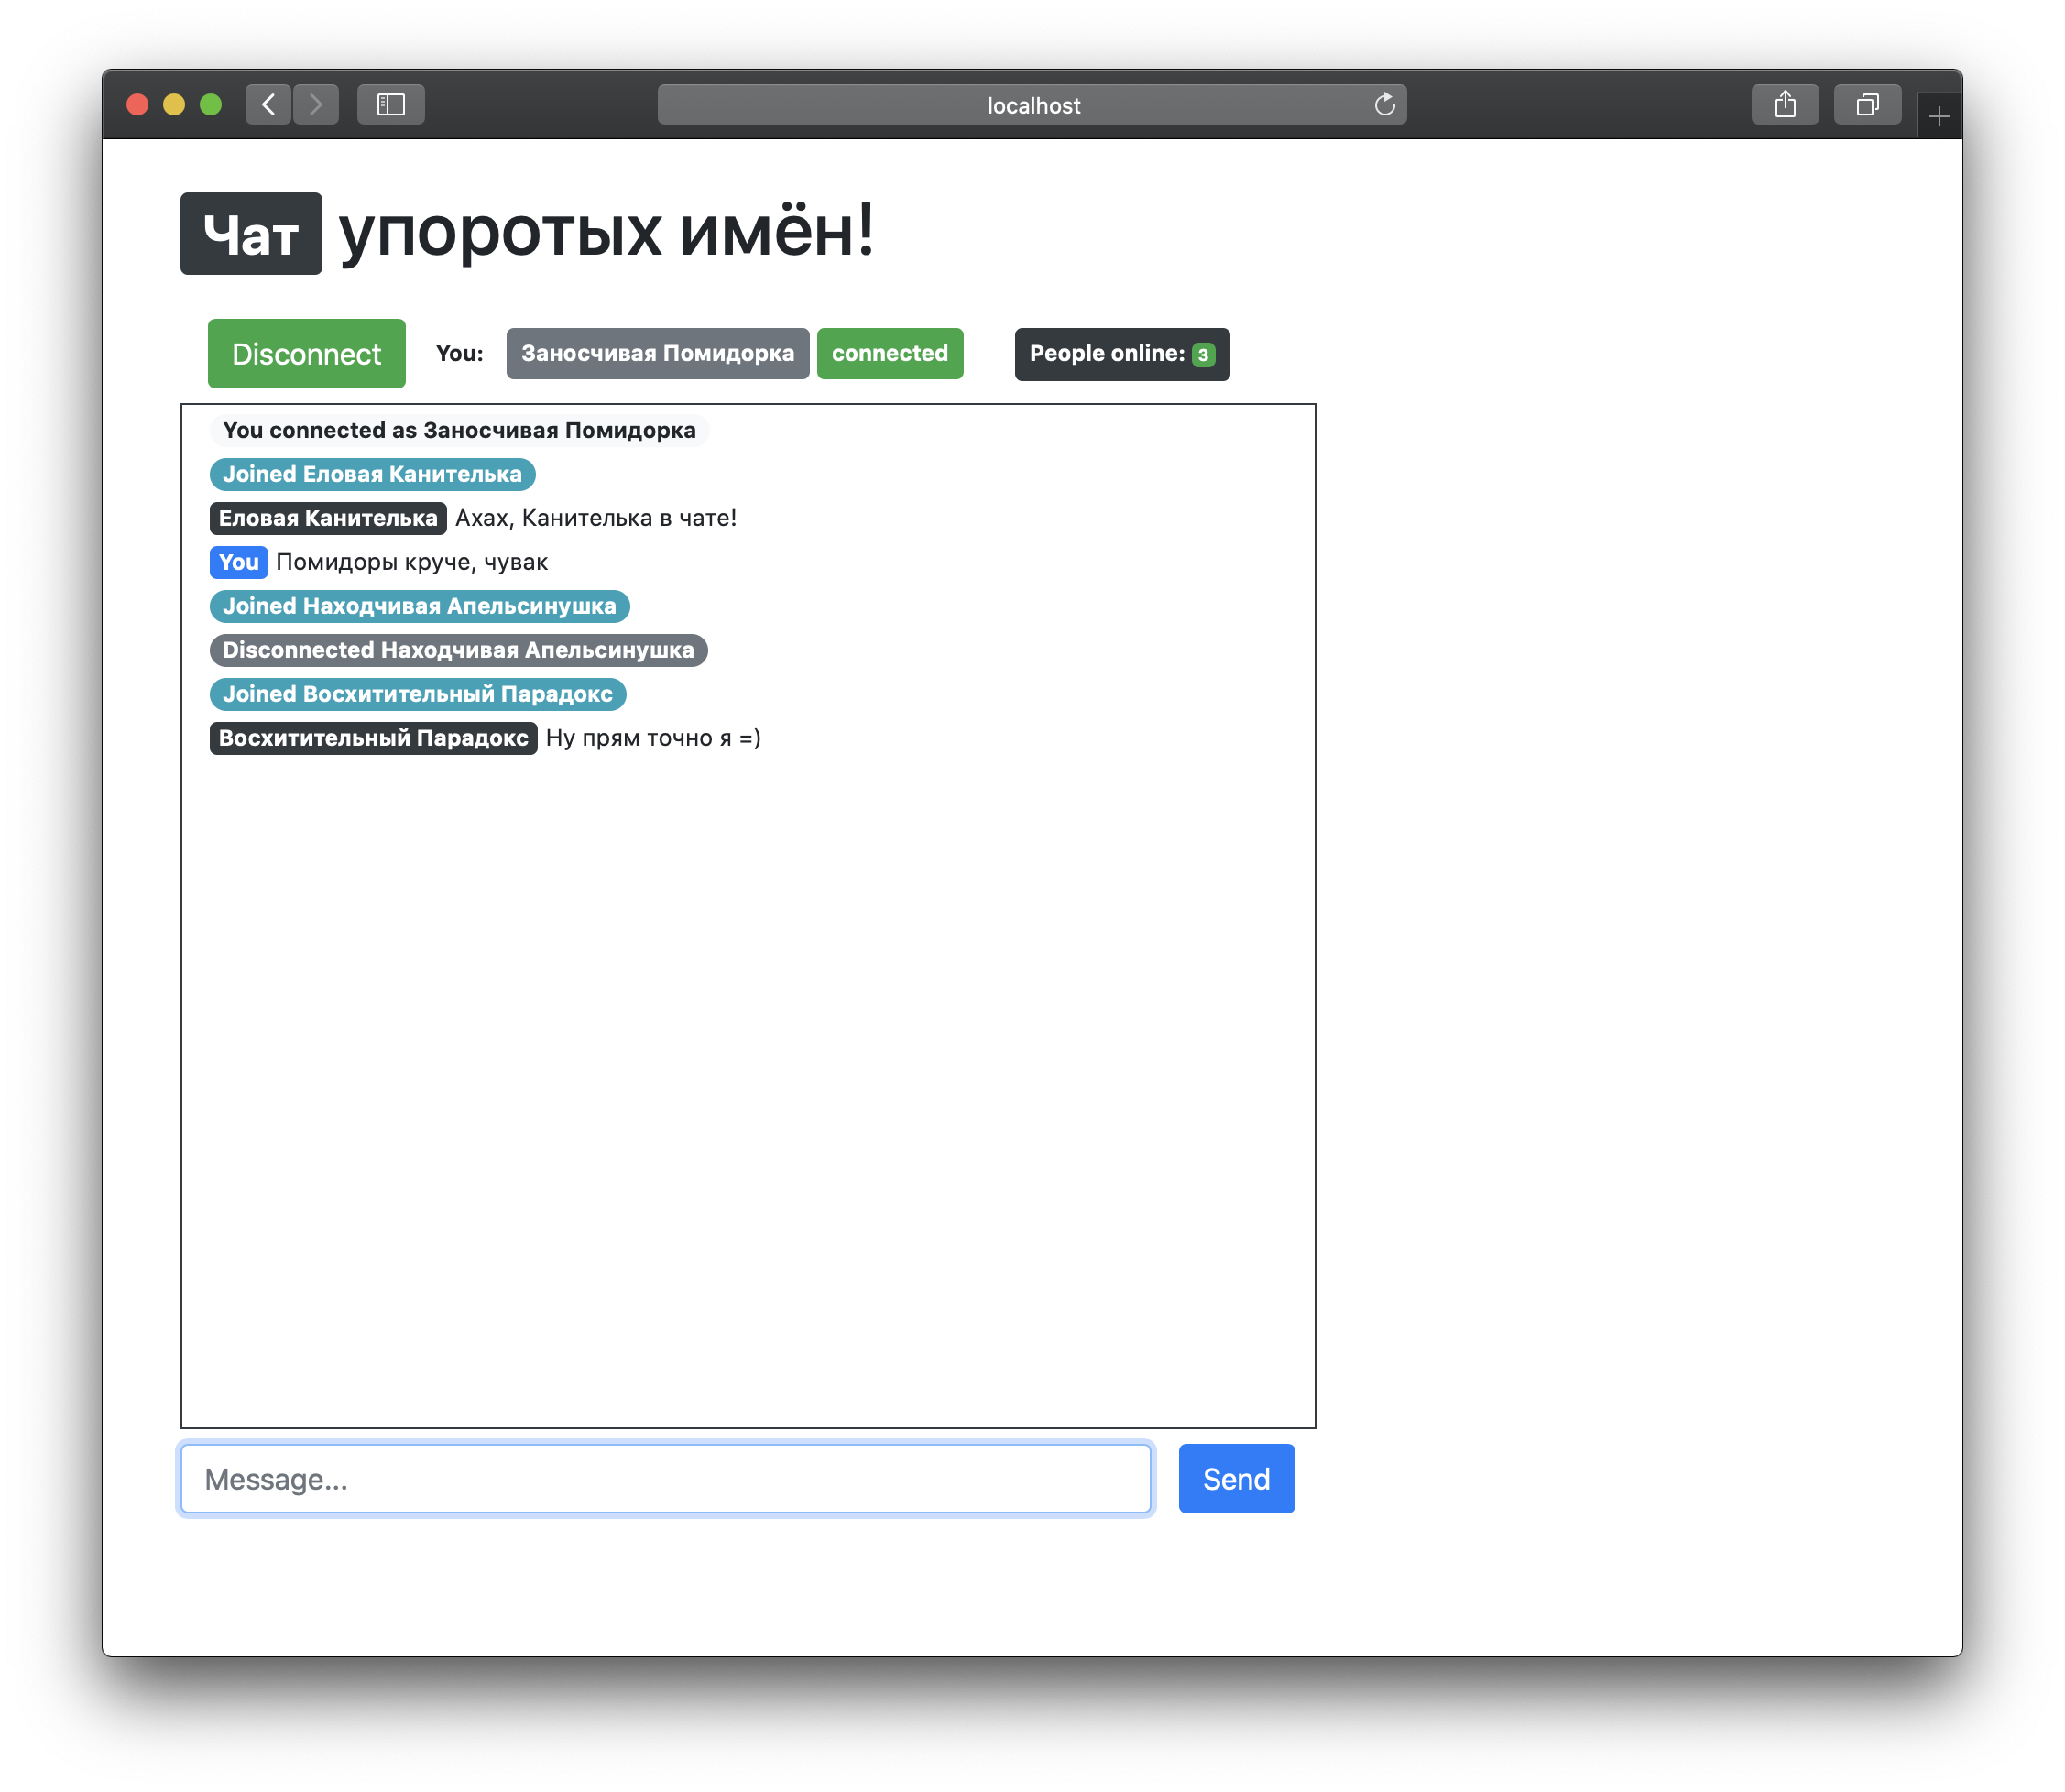 localhost
Чат упоротых имён!
Disconnect You: Заносчивая Помидорка connected People online: 3
You connected as Заносчивая Помидорка
Joined Еловая Канителька
Еловая Канителька Ахах, Канителька в чате!
You Помидоры круче, чувак
Joined Находчивая Апельсинушка
Disconnected Находчивая Апельсинушка
Joined Восхитительный Парадокс
Восхитительный Парадокс Ну прям точно я =)
Message... Send